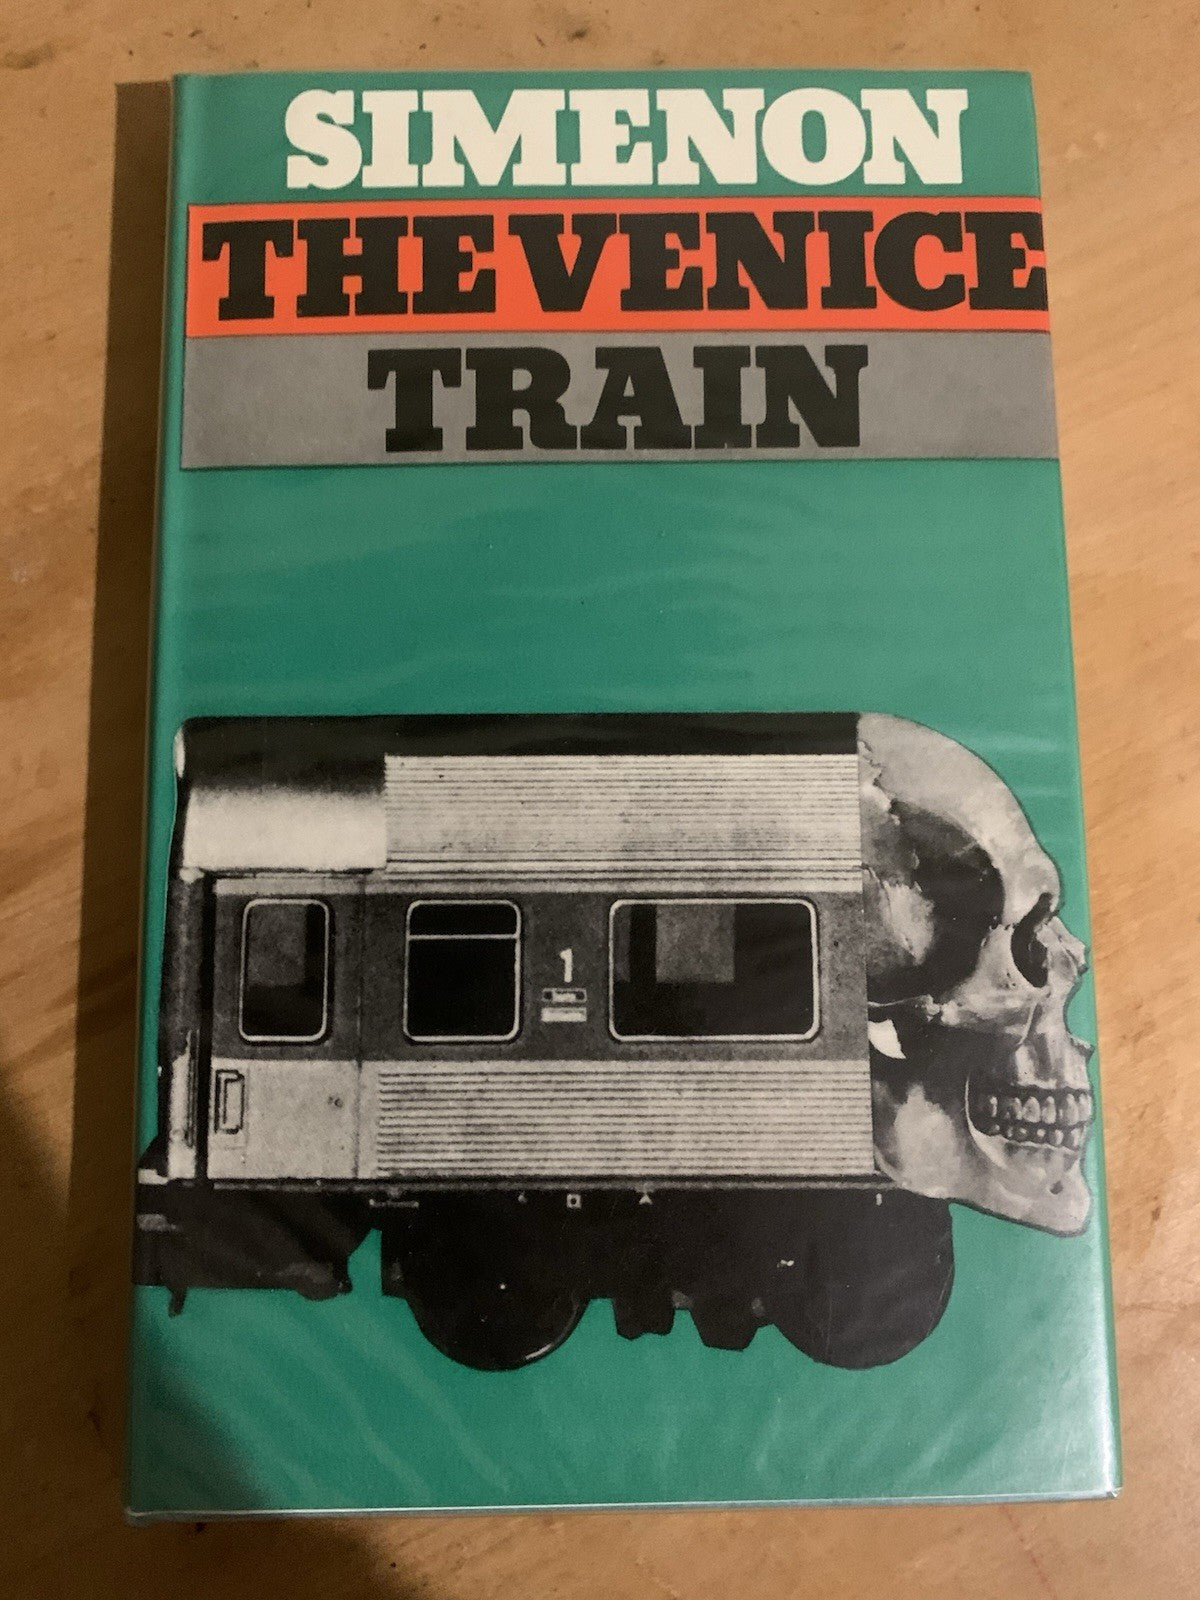 SIMENON
THE VENICE
TRAIN
1